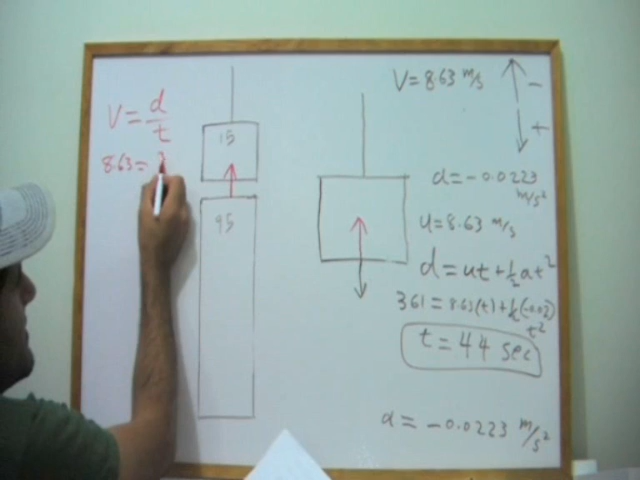 V = d/t
8.63 =
15
95
V = 8.63 m/s
−
+
a = -0.0223 m/s²
u = 8.63 m/s
d = ut + ½at²
361 = 8.63(t) + ½(-0.02) t²
t = 44 sec
a = -0.0223 m/s²